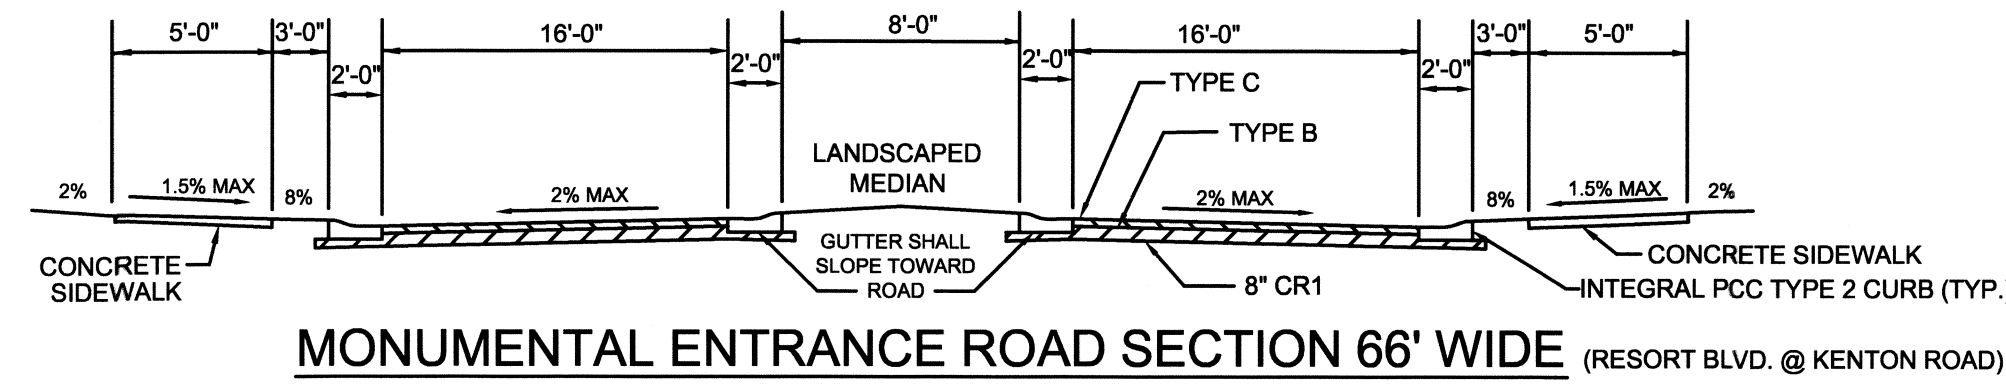 5'-0" 3'-0" 16'-0" 8'-0" 16'-0" 3'-0" 5'-0"
2'-0" 2'-0" 2'-0" 2'-0"
TYPE C
TYPE B
LANDSCAPED
MEDIAN
2% 1.5% MAX 8% 2% MAX 2% MAX 8% 1.5% MAX 2%
GUTTER SHALL
SLOPE TOWARD
ROAD
CONCRETE
SIDEWALK
8" CR1
CONCRETE SIDEWALK
INTEGRAL PCC TYPE 2 CURB (TYP.)
MONUMENTAL ENTRANCE ROAD SECTION 66' WIDE (RESORT BLVD. @ KENTON ROAD)